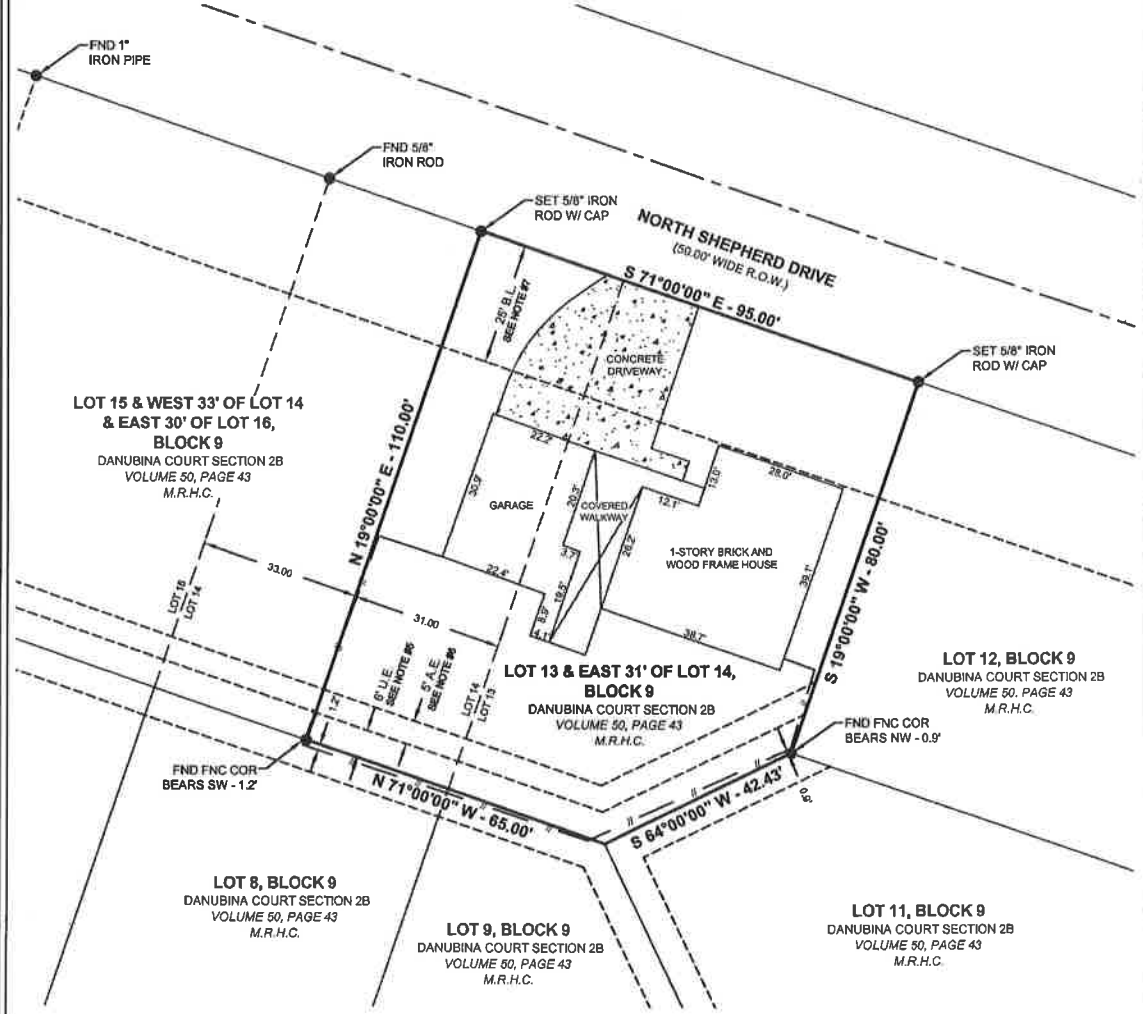 FND 1"
IRON PIPE
FND 5/8"
IRON ROD
SET 5/8" IRON
ROD W/ CAP
NORTH SHEPHERD DRIVE
(50.00' WIDE R.O.W.)
S 71°00'00" E - 95.00'
SET 5/8" IRON
ROD W/ CAP
25' B.L.
SEE NOTE #7
CONCRETE
DRIVEWAY
LOT 15 & WEST 33' OF LOT 14
& EAST 30' OF LOT 16,
BLOCK 9
DANUBINA COURT SECTION 2B
VOLUME 50, PAGE 43
M.R.H.C.
N 19°00'00" E - 110.00'
22.2'
30.9'
GARAGE
20.3'
COVERED
WALKWAY
12.1'
13.0'
28.0'
26.2'
1-STORY BRICK AND
WOOD FRAME HOUSE
39.1'
S 19°00'00" W - 80.00'
3.7'
19.5'
22.4'
8.9'
4.1'
38.7'
33.00
31.00
LOT 15
LOT 14
LOT 14
LOT 13
1.2'
6' U.E.
SEE NOTE #5
5' A.E.
SEE NOTE #6
LOT 13 & EAST 31' OF LOT 14,
BLOCK 9
DANUBINA COURT SECTION 2B
VOLUME 50, PAGE 43
M.R.H.C.
LOT 12, BLOCK 9
DANUBINA COURT SECTION 2B
VOLUME 50. PAGE 43
M.R.H.C.
FND FNC COR
BEARS NW - 0.9'
0.9'
FND FNC COR
BEARS SW - 1.2'
N 71°00'00" W - 65.00'
S 64°00'00" W - 42.43'
LOT 8, BLOCK 9
DANUBINA COURT SECTION 2B
VOLUME 50, PAGE 43
M.R.H.C.
LOT 9, BLOCK 9
DANUBINA COURT SECTION 2B
VOLUME 50, PAGE 43
M.R.H.C.
LOT 11, BLOCK 9
DANUBINA COURT SECTION 2B
VOLUME 50, PAGE 43
M.R.H.C.